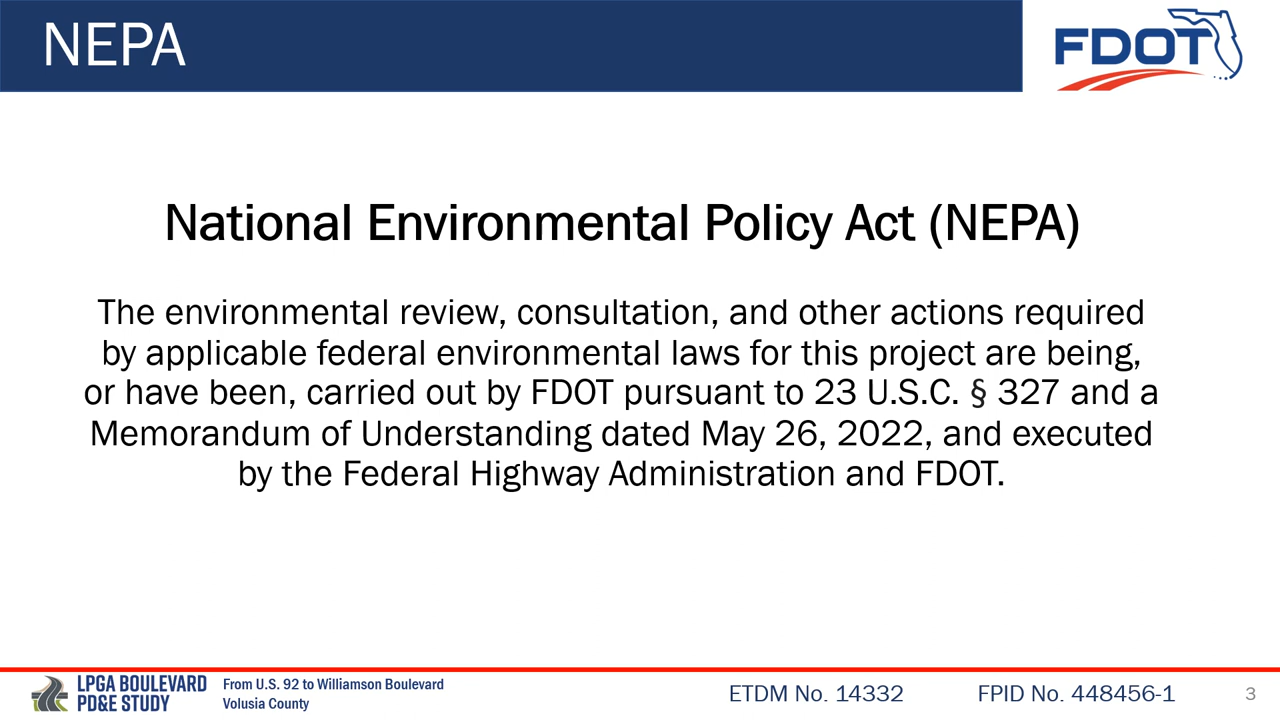 NEPA
FDOT
National Environmental Policy Act (NEPA)
The environmental review, consultation, and other actions required
by applicable federal environmental laws for this project are being,
or have been, carried out by FDOT pursuant to 23 U.S.C. § 327 and a
Memorandum of Understanding dated May 26, 2022, and executed
by the Federal Highway Administration and FDOT.
LPGA BOULEVARD
PD&E STUDY
From U.S. 92 to Williamson Boulevard
Volusia County
ETDM No. 14332
FPID No. 448456-1
3